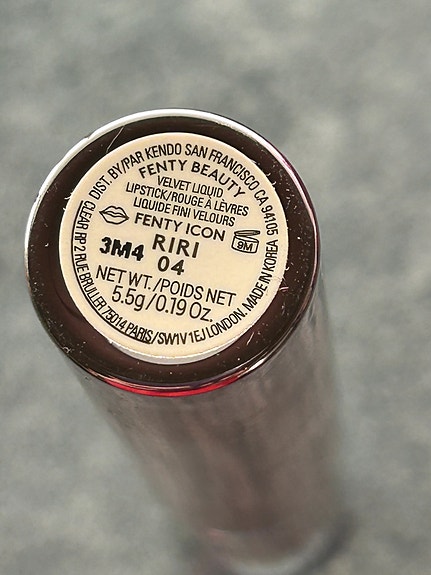 DIST. BY/PAR KENDO SAN FRANCISCO CA 94105
FENTY BEAUTY
VELVET LIQUID
LIPSTICK/ROUGE À LÈVRES
LIQUIDE FINI VELOURS
FENTY ICON
9M
RIRI
3M4
04
NET WT./POIDS NET
5.5g/0.19 Oz.
CLEAR RP 2 RUE BRULLER 75014 PARIS/SW1V 1EJ LONDON. MADE IN KOREA